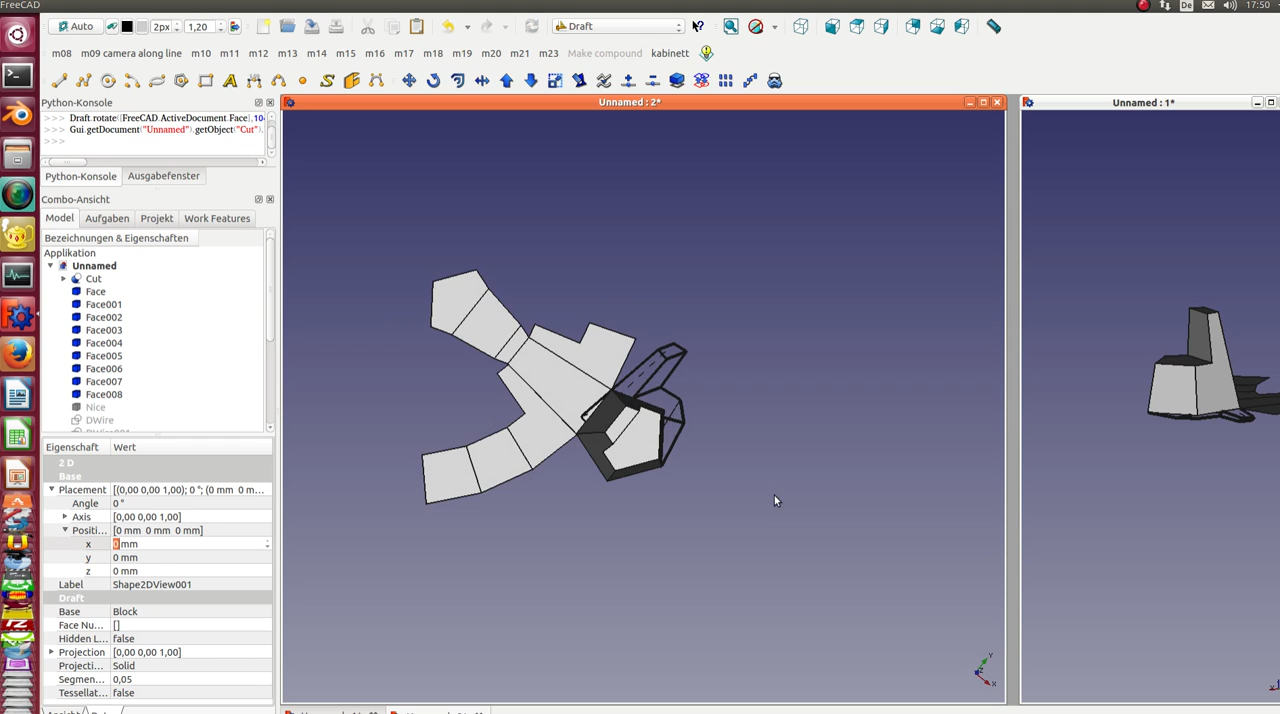 FreeCAD
De
17:50
Auto
2px
1,20
Draft
m08 m09 camera along line m10 m11 m12 m13 m14 m15 m16 m17 m18 m19 m20 m21 m23 Make compound kabinett
Python-Konsole
Unnamed : 2*
Unnamed : 1*
>>> Draft.rotate([FreeCAD.ActiveDocument.Face],10
>>> Gui.getDocument("Unnamed").getObject("Cut").
>>>
Python-Konsole
Ausgabefenster
Combo-Ansicht
Model
Aufgaben
Projekt
Work Features
Bezeichnungen & Eigenschaften
Applikation
Unnamed
Cut
Face
Face001
Face002
Face003
Face004
Face005
Face006
Face007
Face008
Nice
DWire
Eigenschaft
Wert
2 D
Base
Placement [(0,00 0,00 1,00); 0 °; (0 mm 0 m...
Angle 0 °
Axis [0,00 0,00 1,00]
Positi... [0 mm 0 mm 0 mm]
x 0 mm
y 0 mm
z 0 mm
Label Shape2DView001
Draft
Base Block
Face Nu... []
Hidden L... false
Projection [0,00 0,00 1,00]
Projecti... Solid
Segmen... 0,05
Tessellat... false
Y
Z
X